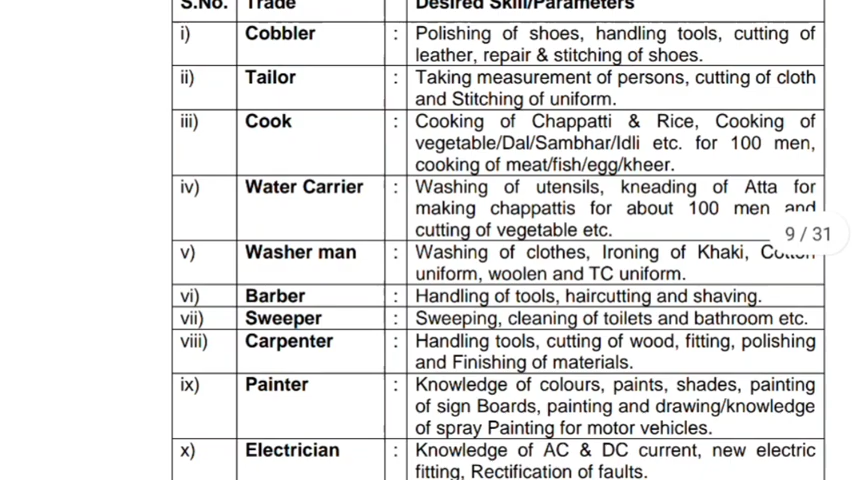 S.No. Trade Desired Skill/Parameters
i) Cobbler : Polishing of shoes, handling tools, cutting of
leather, repair & stitching of shoes.
ii) Tailor : Taking measurement of persons, cutting of cloth
and Stitching of uniform.
iii) Cook : Cooking of Chappatti & Rice, Cooking of
vegetable/Dal/Sambhar/Idli etc. for 100 men,
cooking of meat/fish/egg/kheer.
iv) Water Carrier : Washing of utensils, kneading of Atta for
making chappattis for about 100 men and
cutting of vegetable etc.
9 / 31
v) Washer man : Washing of clothes, Ironing of Khaki, Cotton
uniform, woolen and TC uniform.
vi) Barber : Handling of tools, haircutting and shaving.
vii) Sweeper : Sweeping, cleaning of toilets and bathroom etc.
viii) Carpenter : Handling tools, cutting of wood, fitting, polishing
and Finishing of materials.
ix) Painter : Knowledge of colours, paints, shades, painting
of sign Boards, painting and drawing/knowledge
of spray Painting for motor vehicles.
x) Electrician : Knowledge of AC & DC current, new electric
fitting, Rectification of faults.